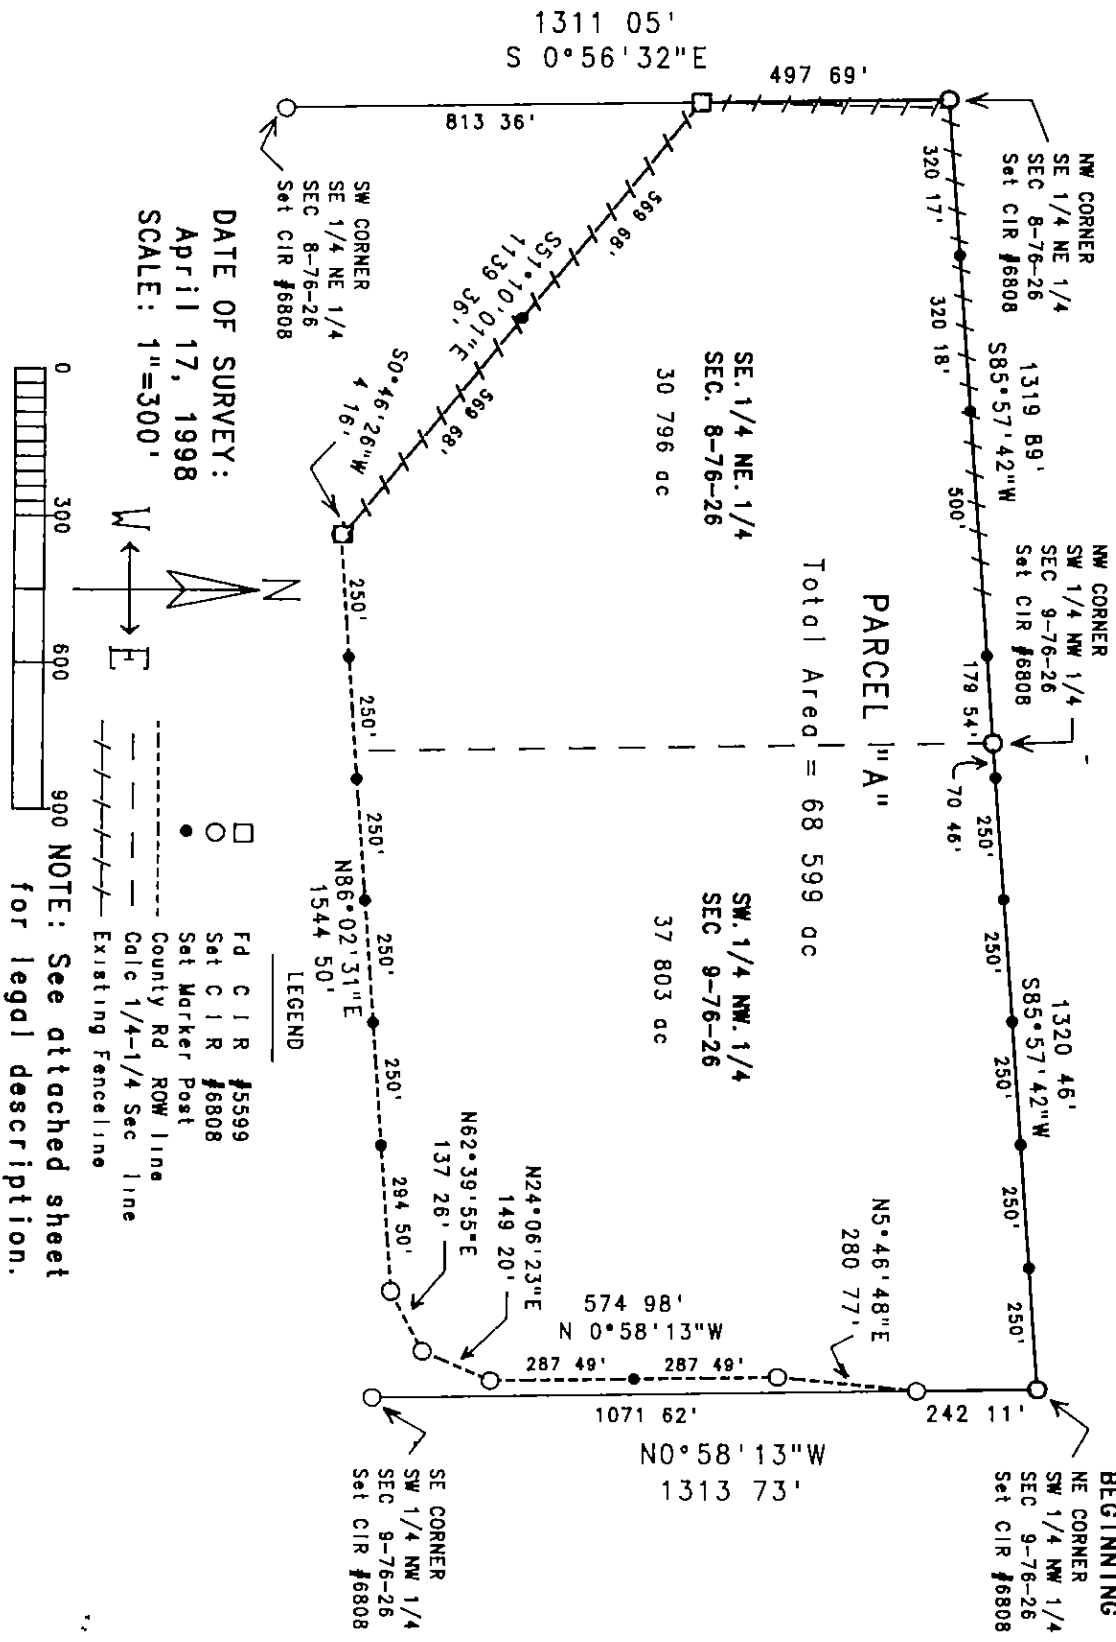 1311 05'
S 0°56'32"E
497 69'
813 36'
NW CORNER
SE 1/4 NE 1/4
SEC 8-76-26
Set CIR #6808
320 17'
320 18'
1319 89'
S85°57'42"W
500'
179 54'
NW CORNER
SW 1/4 NW 1/4
SEC 9-76-26
Set CIR #6808
70 46'
250'
250'
250'
250'
250'
1320 46'
S85°57'42"W
BEGINNING
NE CORNER
SW 1/4 NW 1/4
SEC 9-76-26
Set CIR #6808
242 11'
N5°46'48"E
280 77'
574 98'
N 0°58'13"W
287 49'
287 49'
1071 62'
N0°58'13"W
1313 73'
SE CORNER
SW 1/4 NW 1/4
SEC 9-76-26
Set CIR #6808
N24°06'23"E
149 20'
N62°39'55"E
137 26'
294 50'
250'
250'
250'
250'
250'
N86°02'31"E
1544 50'
S0°46'26"W
4 16'
569 68'
S51°10'01"E
1139 36'
569 68'
SW CORNER
SE 1/4 NE 1/4
SEC 8-76-26
Set CIR #6808
SE. 1/4 NE. 1/4
SEC. 8-76-26
30 796 ac
PARCEL "A"
Total Area = 68 599 ac
SW. 1/4 NW. 1/4
SEC 9-76-26
37 803 ac
DATE OF SURVEY:
April 17, 1998
SCALE: 1"=300'
N
W E
0 300 600 900
LEGEND
Fd C I R #5599
Set C I R #6808
Set Marker Post
County Rd ROW line
Calc 1/4-1/4 Sec line
Existing Fenceline
NOTE: See attached sheet
for legal description.